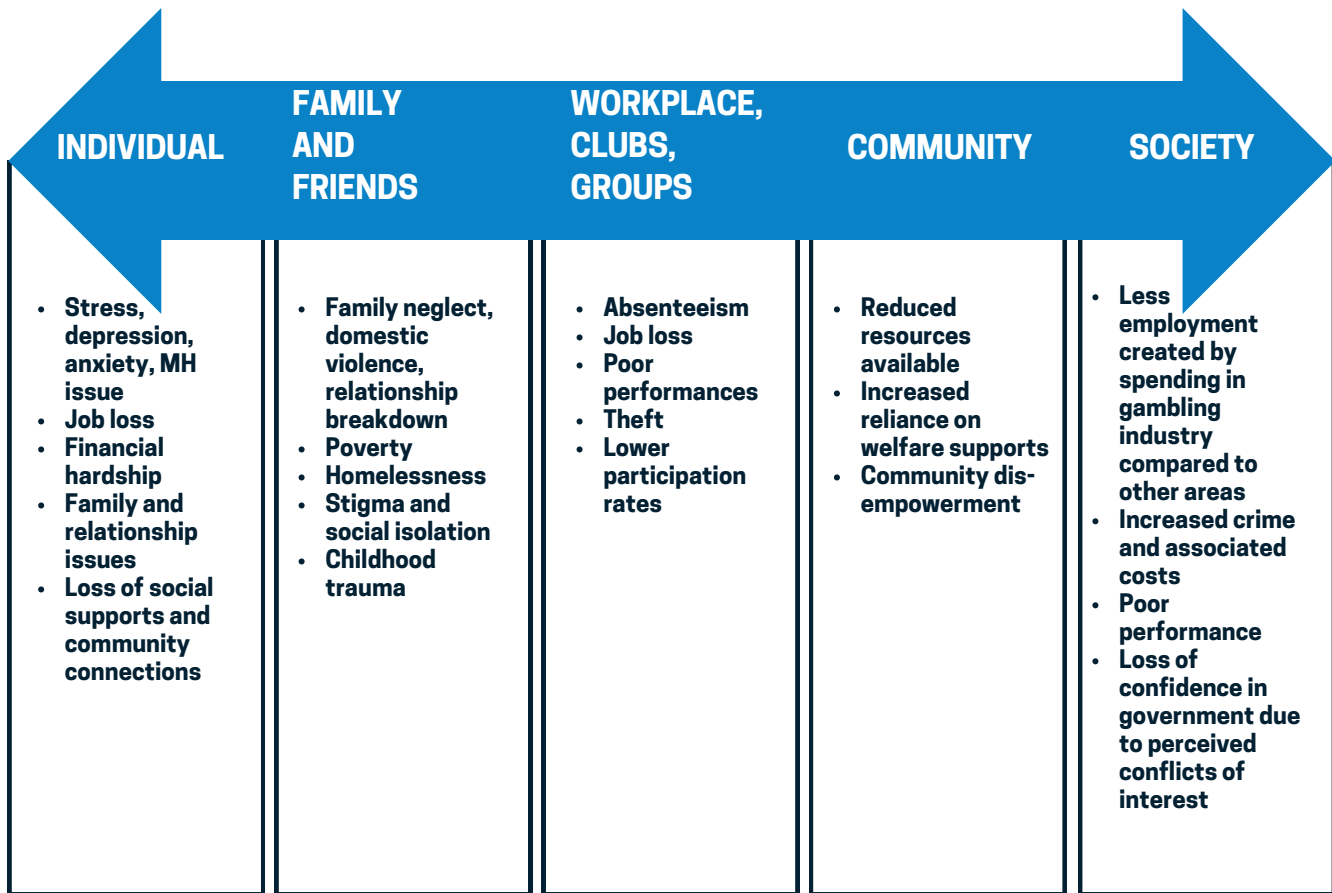 INDIVIDUAL
FAMILY
AND
FRIENDS
WORKPLACE,
CLUBS,
GROUPS
COMMUNITY
SOCIETY
• Stress,
depression,
anxiety, MH
issue
• Job loss
• Financial
hardship
• Family and
relationship
issues
• Loss of social
supports and
community
connections
• Family neglect,
domestic
violence,
relationship
breakdown
• Poverty
• Homelessness
• Stigma and
social isolation
• Childhood
trauma
• Absenteeism
• Job loss
• Poor
performances
• Theft
• Lower
participation
rates
• Reduced
resources
available
• Increased
reliance on
welfare supports
• Community dis-
empowerment
• Less
employment
created by
spending in
gambling
industry
compared to
other areas
• Increased crime
and associated
costs
• Poor
performance
• Loss of
confidence in
government due
to perceived
conflicts of
interest